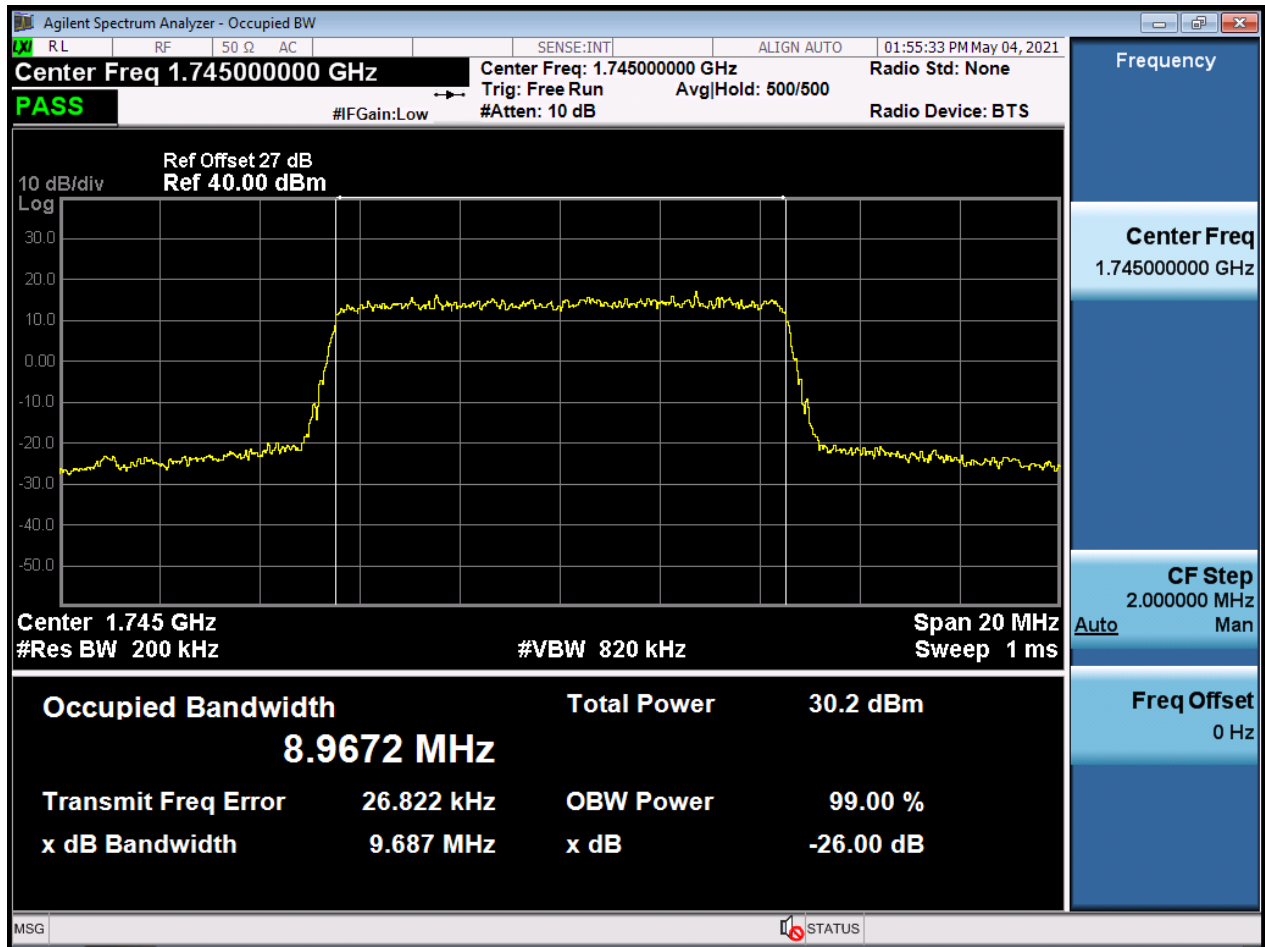 Agilent Spectrum Analyzer - Occupied BW
LXI RL RF 50 Ω AC SENSE:INT ALIGN AUTO 01:55:33 PM May 04, 2021
Center Freq 1.745000000 GHz
Center Freq: 1.745000000 GHz Radio Std: None
Trig: Free Run Avg|Hold: 500/500
PASS
#IFGain:Low #Atten: 10 dB Radio Device: BTS
Ref Offset 27 dB
10 dB/div Ref 40.00 dBm
Log
30.0
20.0
10.0
0.00
-10.0
-20.0
-30.0
-40.0
-50.0
Center 1.745 GHz Span 20 MHz
#Res BW 200 kHz #VBW 820 kHz Sweep 1 ms
Occupied Bandwidth Total Power 30.2 dBm
8.9672 MHz
Transmit Freq Error 26.822 kHz OBW Power 99.00 %
x dB Bandwidth 9.687 MHz x dB -26.00 dB
Frequency
Center Freq
1.745000000 GHz
CF Step
2.000000 MHz
Auto Man
Freq Offset
0 Hz
MSG STATUS